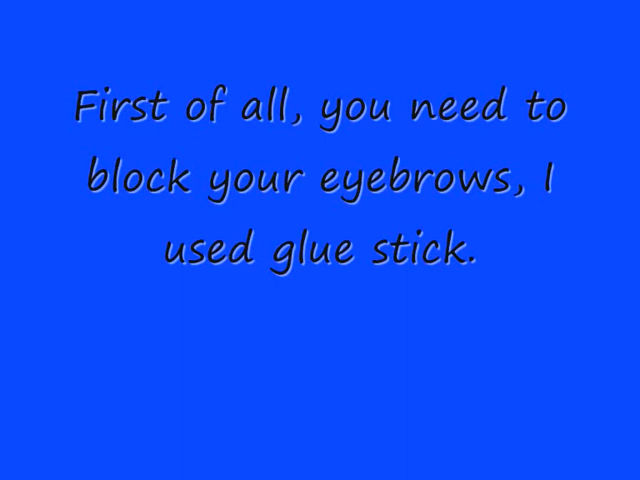 First of all, you need to
block your eyebrows, I
used glue stick.